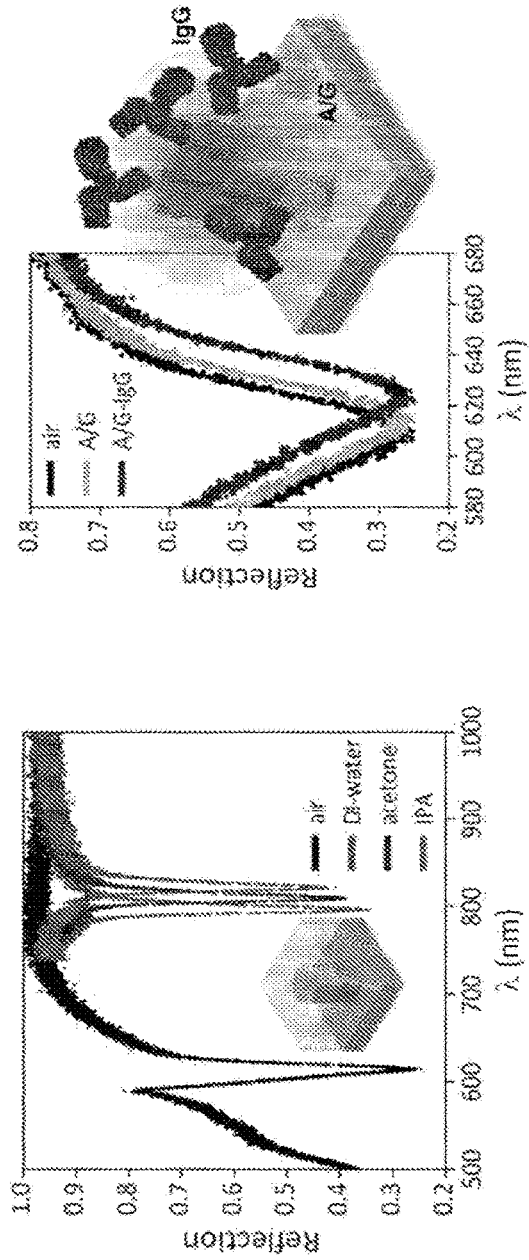 Reflection
1.0
0.9
0.8
0.7
0.6
0.5
0.4
0.3
0.2
500 600 700 800 900 1000
λ (nm)
air
DI-water
acetone
IPA
Reflection
0.8
0.7
0.6
0.5
0.4
0.3
0.2
580 600 620 640 660 680
λ (nm)
air
A/G
A/G-IgG
IgG
A/G